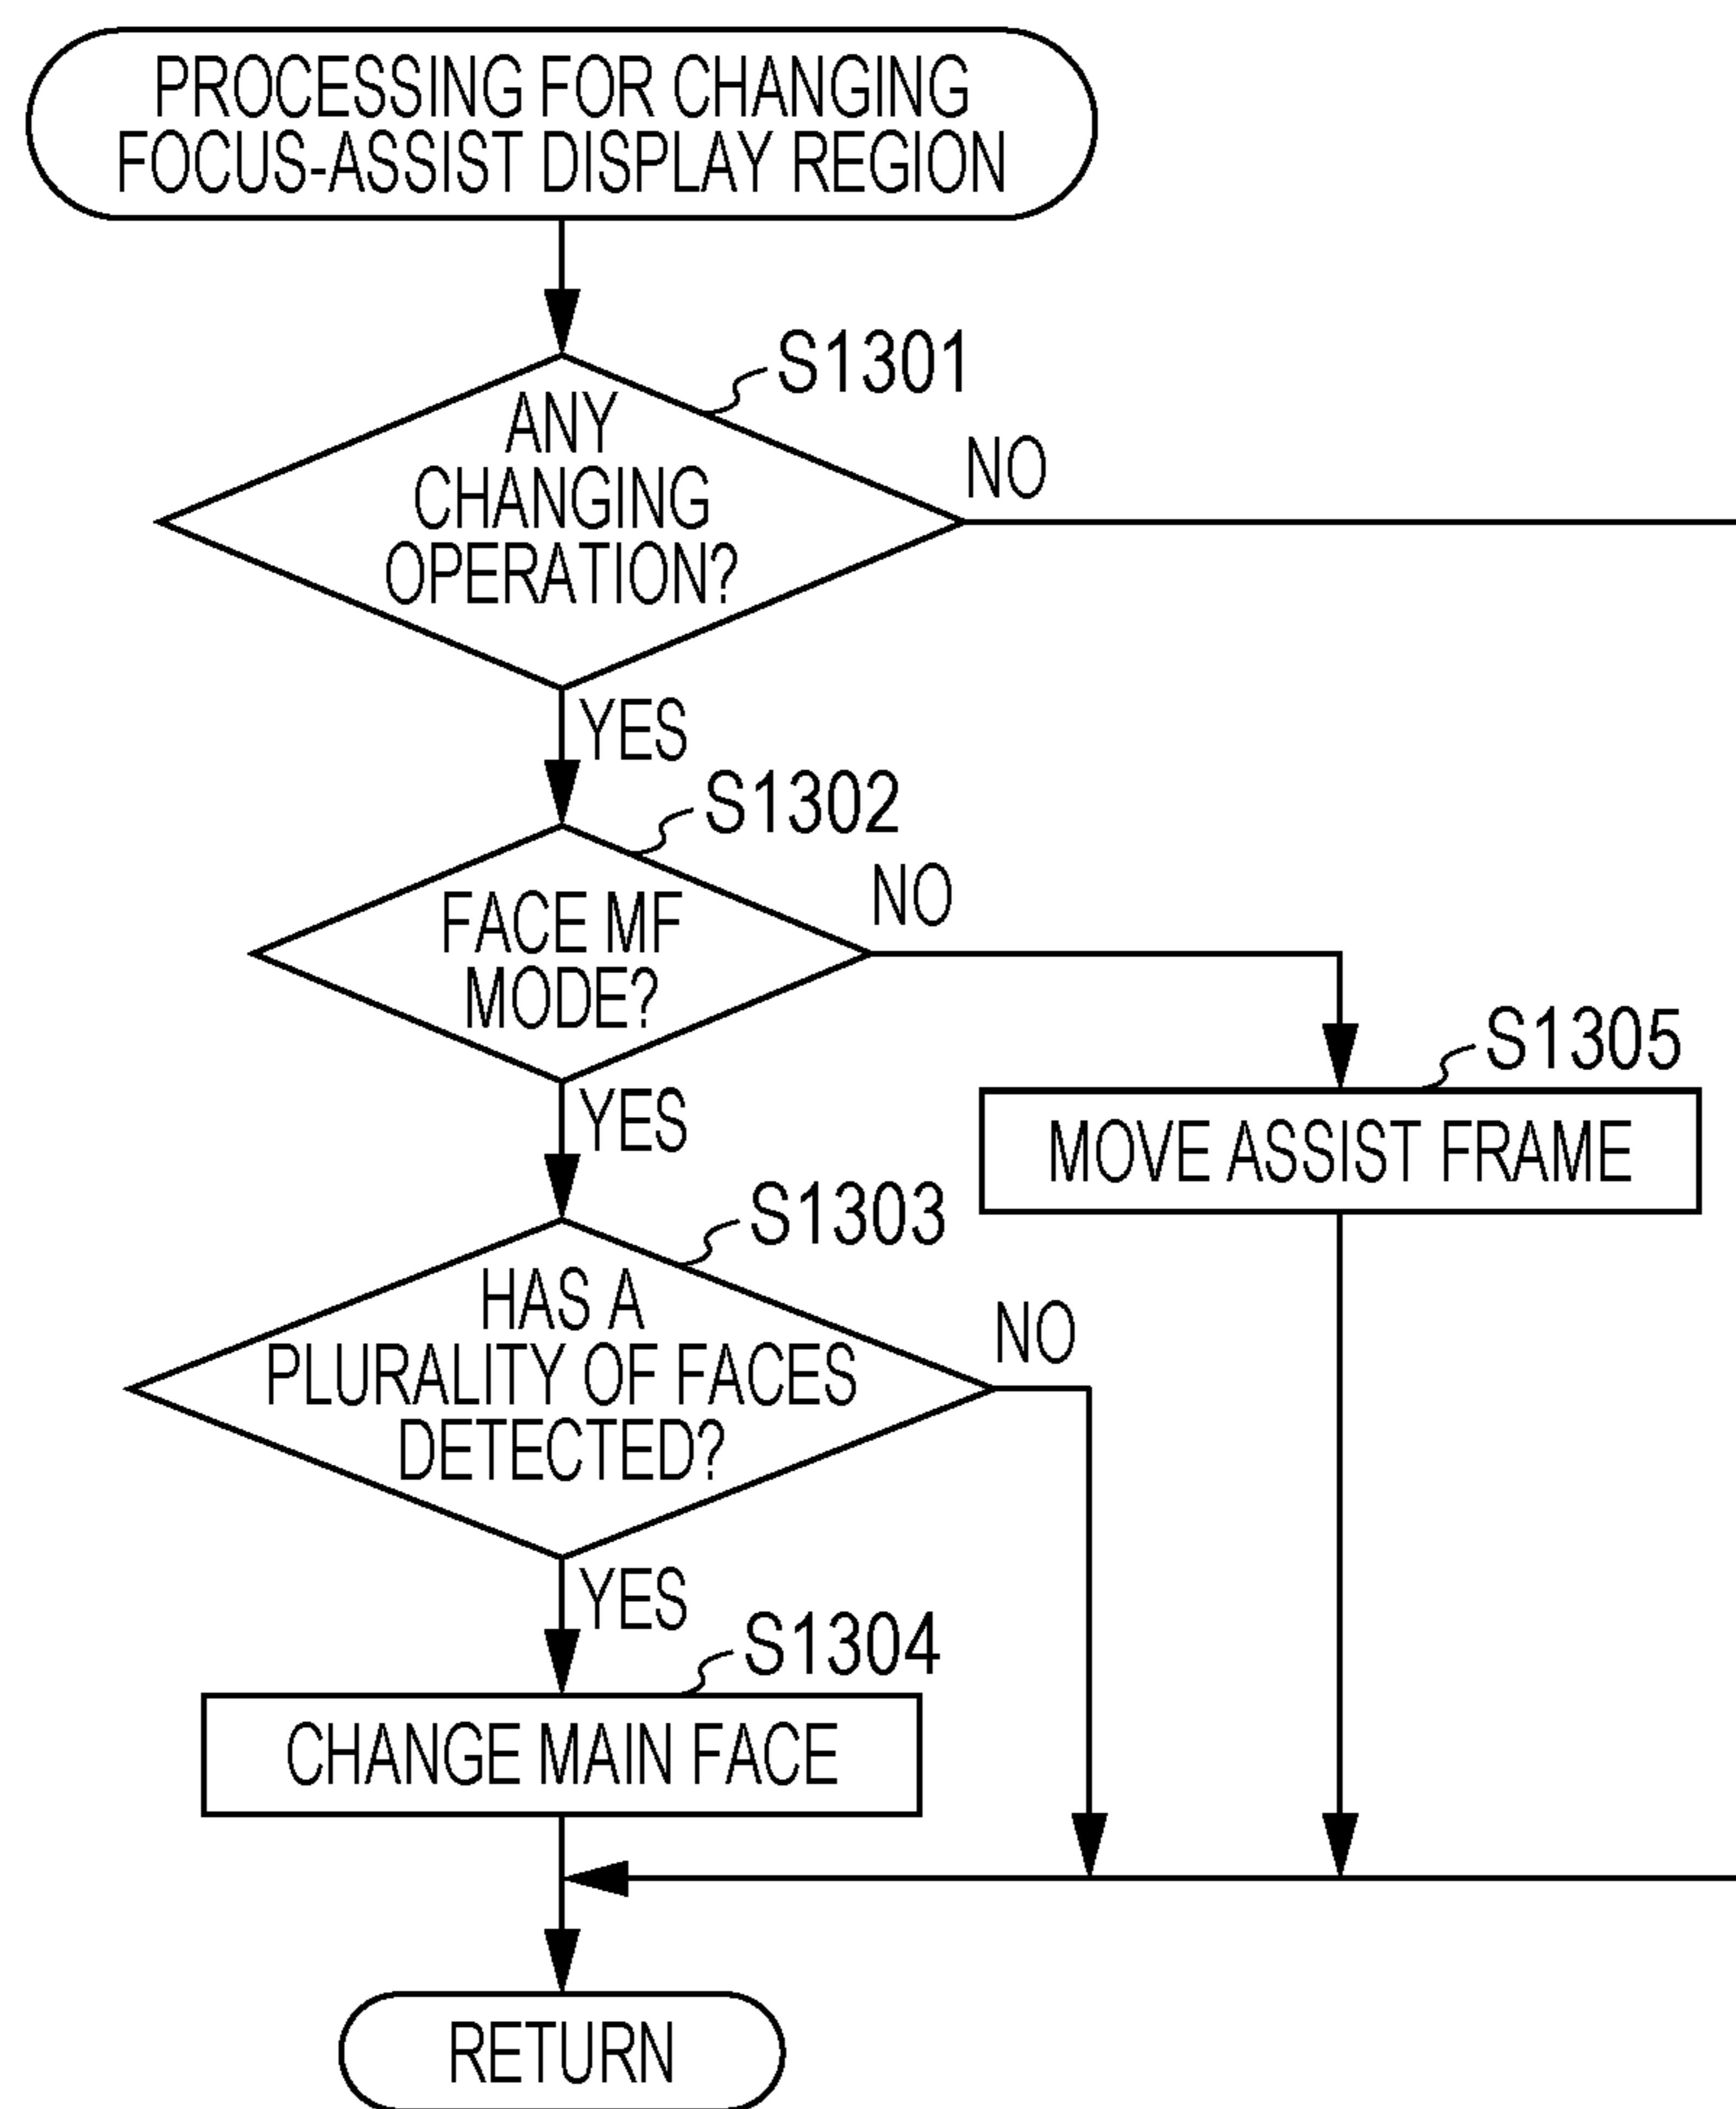 PROCESSING FOR CHANGING
FOCUS-ASSIST DISPLAY REGION
S1301
ANY
CHANGING
OPERATION?
NO
YES
S1302
FACE MF
MODE?
NO
YES
S1305
MOVE ASSIST FRAME
S1303
HAS A
PLURALITY OF FACES
DETECTED?
NO
YES
S1304
CHANGE MAIN FACE
RETURN